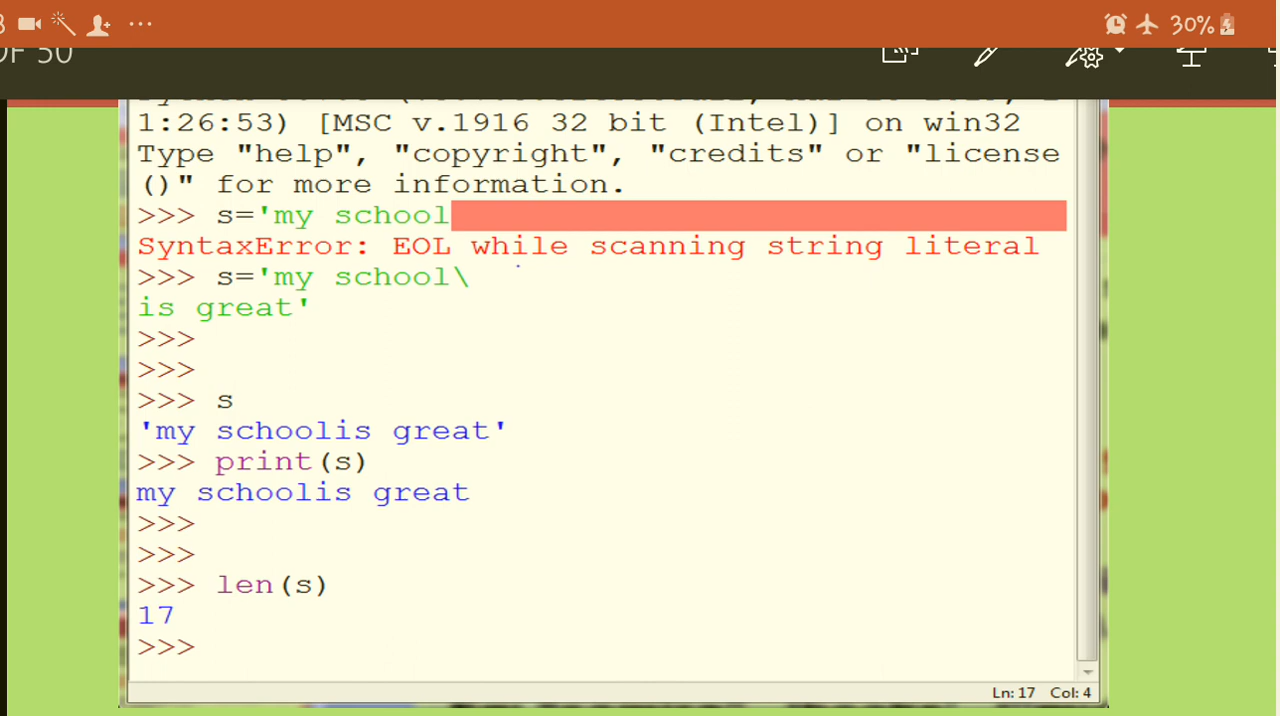 30%
OF 50
1:26:53) [MSC v.1916 32 bit (Intel)] on win32
Type "help", "copyright", "credits" or "license
()" for more information.
>>> s='my school
SyntaxError: EOL while scanning string literal
>>> s='my school\
is great'
>>>
>>>
>>> s
'my schoolis great'
>>> print(s)
my schoolis great
>>>
>>>
>>> len(s)
17
>>>
Ln: 17 Col: 4